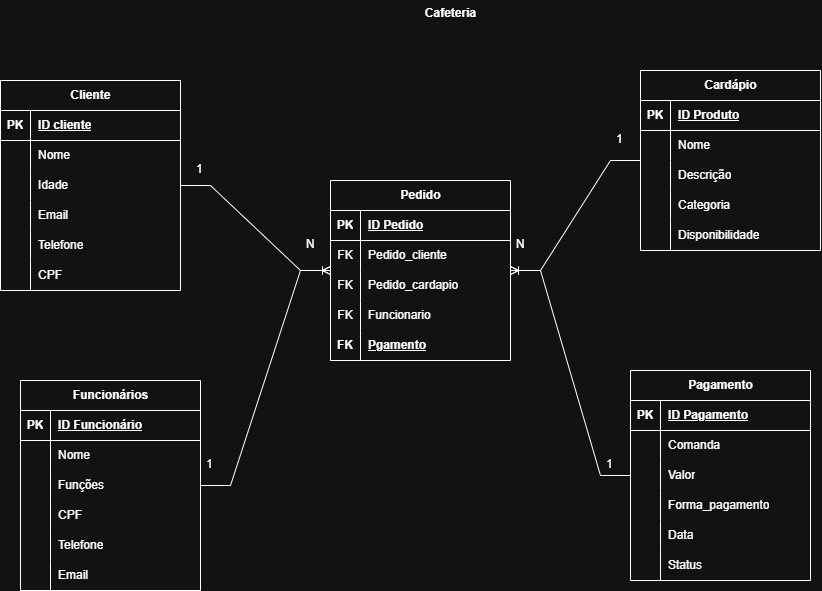 Cafeteria
Cliente
PK ID cliente
Nome
Idade
Email
Telefone
CPF
1
Funcionários
PK ID Funcionário
Nome
Funções
CPF
Telefone
Email
1
N
Pedido
PK ID Pedido
FK Pedido_cliente
FK Pedido_cardapio
FK Funcionario
FK Pgamento
N
1
Cardápio
PK ID Produto
Nome
Descrição
Categoria
Disponibilidade
1
Pagamento
PK ID Pagamento
Comanda
Valor
Forma_pagamento
Data
Status